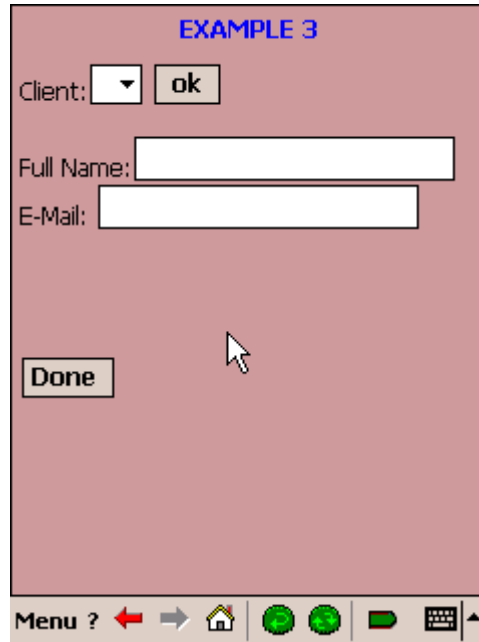 EXAMPLE 3
Client: ok
Full Name:
E-Mail:
Done
Menu ?